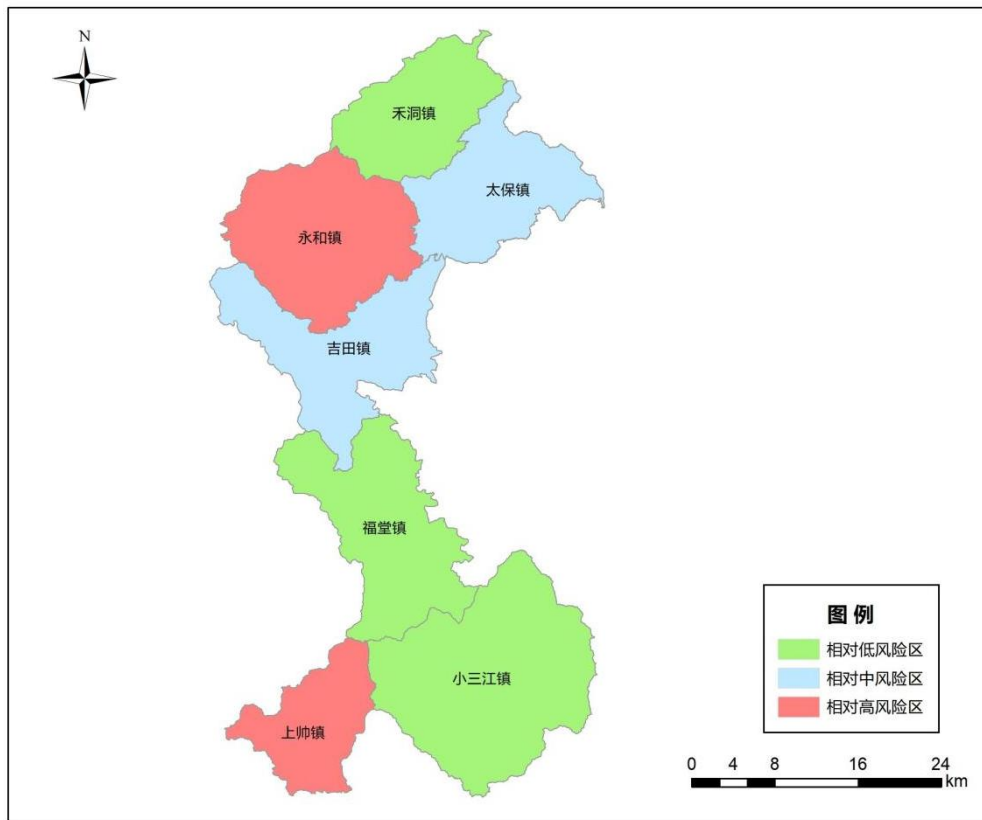 N
禾洞镇
太保镇
永和镇
吉田镇
福堂镇
小三江镇
上帅镇
图 例
相对低风险区
相对中风险区
相对高风险区
0 4 8 16 24
km